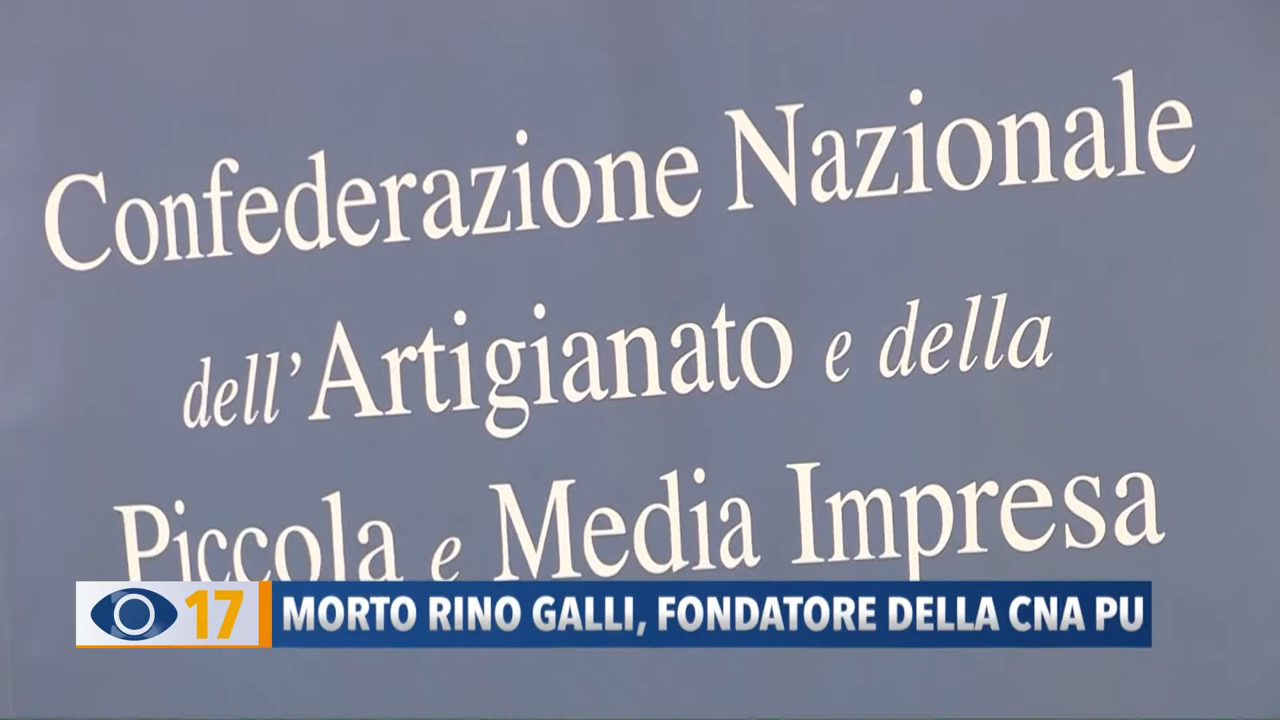 Confederazione Nazionale
dell'Artigianato e della
Piccola e Media Impresa
17 MORTO RINO GALLI, FONDATORE DELLA CNA PU